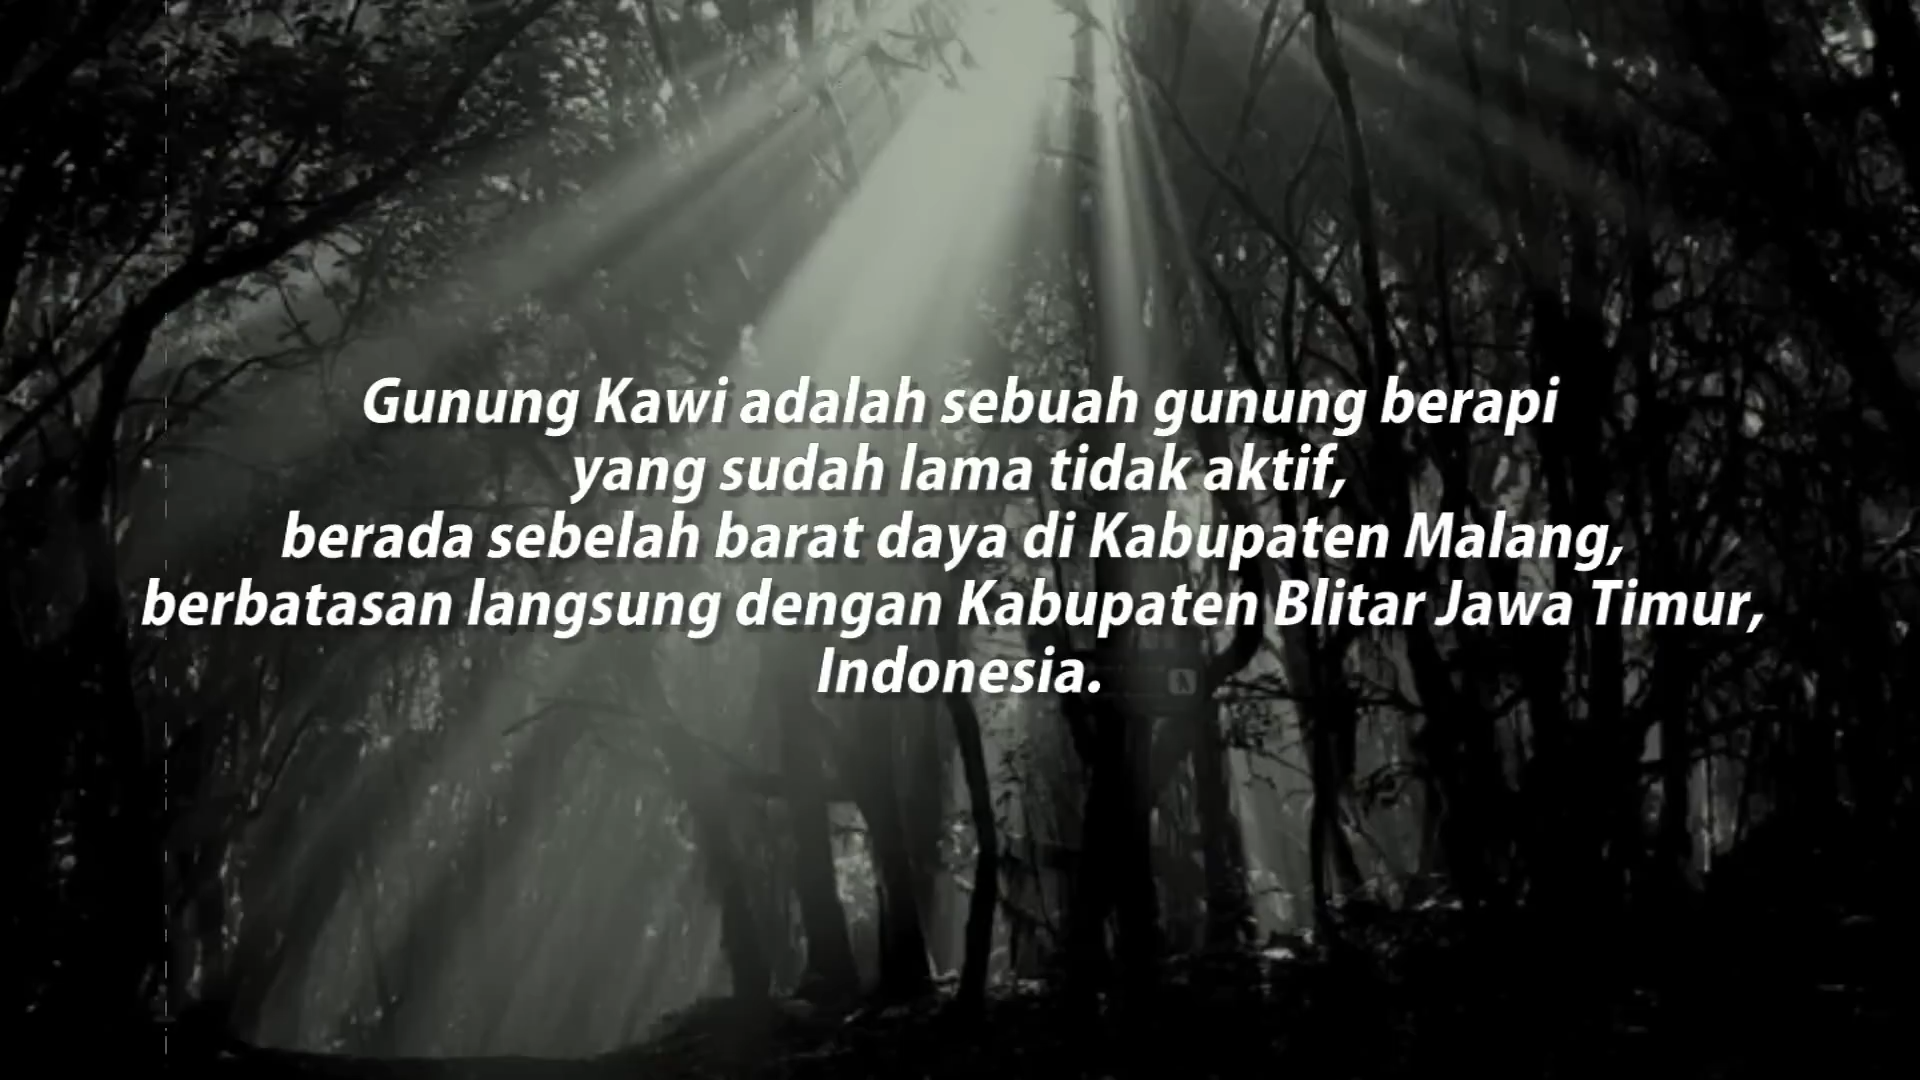 Gunung Kawi adalah sebuah gunung berapi
yang sudah lama tidak aktif,
berada sebelah barat daya di Kabupaten Malang,
berbatasan langsung dengan Kabupaten Blitar Jawa Timur,
Indonesia.